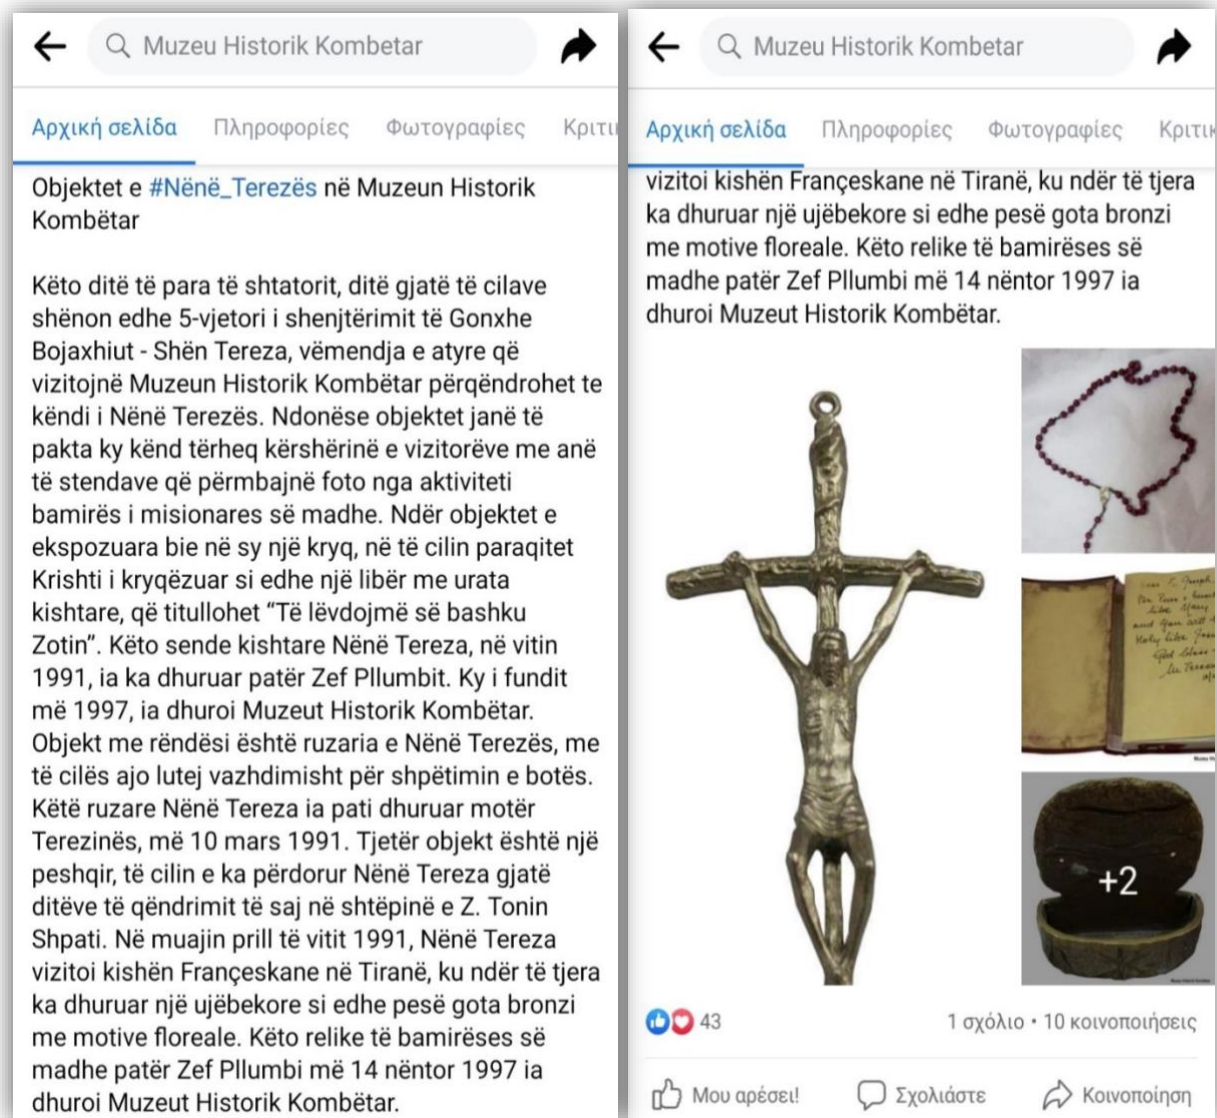 Muzeu Historik Kombetar
Αρχική σελίδα Πληροφορίες Φωτογραφίες Κριτι
Objektet e #Nënë_Terezës në Muzeun Historik
Kombëtar
Këto ditë të para të shtatorit, ditë gjatë të cilave
shënon edhe 5-vjetori i shenjtërimit të Gonxhe
Bojaxhiut - Shën Tereza, vëmendja e atyre që
vizitojnë Muzeun Historik Kombëtar përqëndrohet te
këndi i Nënë Terezës. Ndonëse objektet janë të
pakta ky kënd tërheq kërshërinë e vizitorëve me anë
të stendave që përmbajnë foto nga aktiviteti
bamirës i misionares së madhe. Ndër objektet e
ekspozuara bie në sy një kryq, në të cilin paraqitet
Krishti i kryqëzuar si edhe një libër me urata
kishtare, që titullohet “Të lëvdojmë së bashku
Zotin”. Këto sende kishtare Nënë Tereza, në vitin
1991, ia ka dhuruar patër Zef Pllumbit. Ky i fundit
më 1997, ia dhuroi Muzeut Historik Kombëtar.
Objekt me rëndësi është ruzaria e Nënë Terezës, me
të cilës ajo lutej vazhdimisht për shpëtimin e botës.
Këtë ruzare Nënë Tereza ia pati dhuruar motër
Terezinës, më 10 mars 1991. Tjetër objekt është një
peshqir, të cilin e ka përdorur Nënë Tereza gjatë
ditëve të qëndrimit të saj në shtëpinë e Z. Tonin
Shpati. Në muajin prill të vitit 1991, Nënë Tereza
vizitoi kishën Françeskane në Tiranë, ku ndër të tjera
ka dhuruar një ujëbekore si edhe pesë gota bronzi
me motive floreale. Këto relike të bamirëses së
madhe patër Zef Pllumbi më 14 nëntor 1997 ia
dhuroi Muzeut Historik Kombëtar.
Muzeu Historik Kombetar
Αρχική σελίδα Πληροφορίες Φωτογραφίες Κριτικ
vizitoi kishën Françeskane në Tiranë, ku ndër të tjera
ka dhuruar një ujëbekore si edhe pesë gota bronzi
me motive floreale. Këto relike të bamirëses së
madhe patër Zef Pllumbi më 14 nëntor 1997 ia
dhuroi Muzeut Historik Kombëtar.
+2
43
1 σχόλιο • 10 κοινοποιήσεις
Μου αρέσει! Σχολιάστε Κοινοποίηση